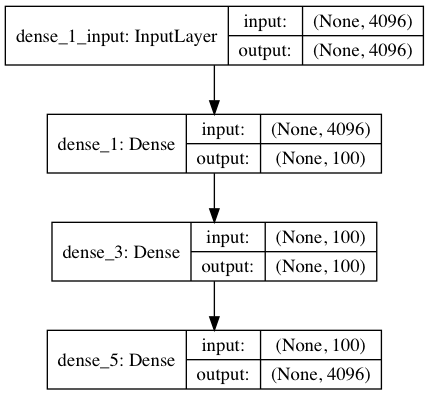 dense_1_input: InputLayer
input: (None, 4096)
output: (None, 4096)
dense_1: Dense
input: (None, 4096)
output: (None, 100)
dense_3: Dense
input: (None, 100)
output: (None, 100)
dense_5: Dense
input: (None, 100)
output: (None, 4096)